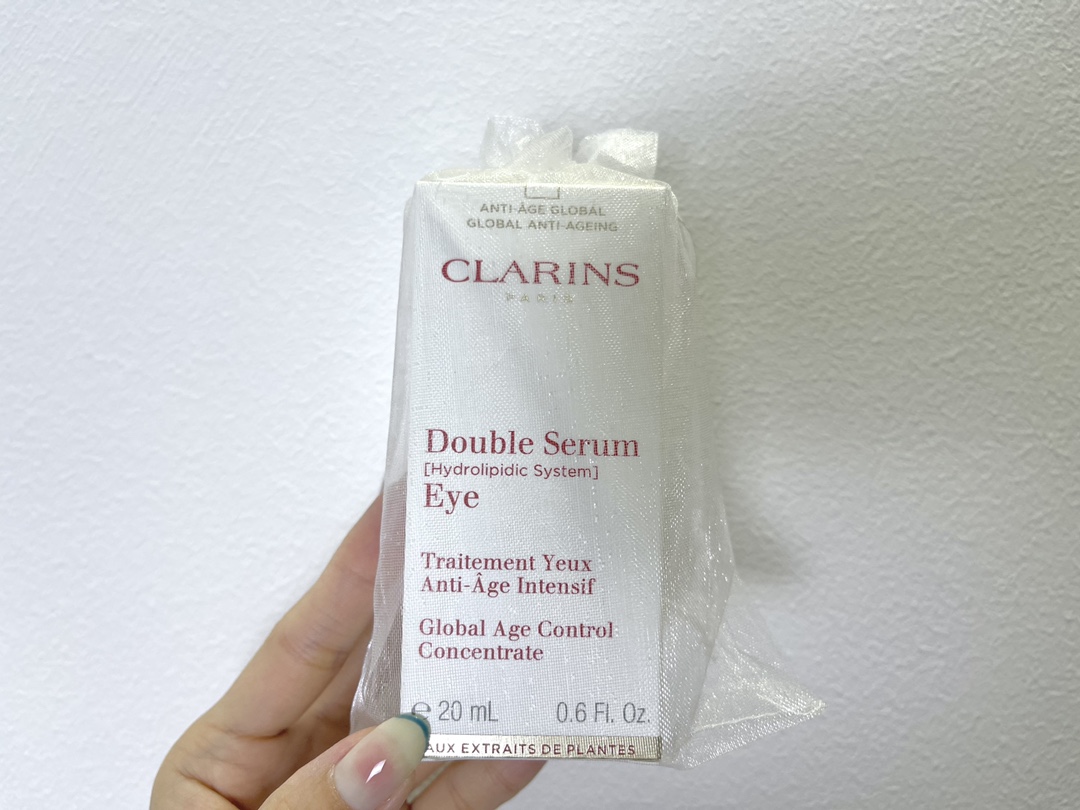 ANTI-ÂGE GLOBAL
GLOBAL ANTI-AGEING
CLARINS
PARIS
Double Serum
[Hydrolipidic System]
Eye
Traitement Yeux
Anti-Âge Intensif
Global Age Control
Concentrate
℮ 20 mL 0.6 Fl. Oz.
AUX EXTRAITS DE PLANTES